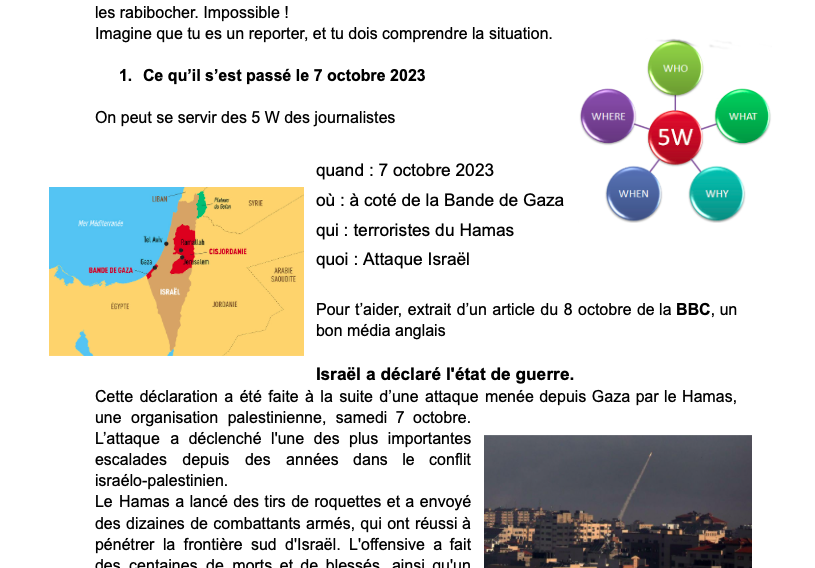 les rabibocher. Impossible !
Imagine que tu es un reporter, et tu dois comprendre la situation.
1. Ce qu’il s’est passé le 7 octobre 2023
On peut se servir des 5 W des journalistes
WHO
WHERE
WHAT
5W
WHEN
WHY
quand : 7 octobre 2023
où : à coté de la Bande de Gaza
qui : terroristes du Hamas
quoi : Attaque Israël
LIBAN
Plateau du Golan
SYRIE
Mer Méditerranée
Tel Aviv
Ramallah
CISJORDANIE
Gaza
Jérusalem
BANDE DE GAZA
ARABIE
SAOUDITE
ISRAËL
ÉGYPTE
JORDANIE
Pour t’aider, extrait d’un article du 8 octobre de la BBC, un
bon média anglais
Israël a déclaré l'état de guerre.
Cette déclaration a été faite à la suite d’une attaque menée depuis Gaza par le Hamas,
une organisation palestinienne, samedi 7 octobre.
L’attaque a déclenché l'une des plus importantes
escalades depuis des années dans le conflit
israélo-palestinien.
Le Hamas a lancé des tirs de roquettes et a envoyé
des dizaines de combattants armés, qui ont réussi à
pénétrer la frontière sud d'Israël. L'offensive a fait
des centaines de morts et de blessés, ainsi qu'un